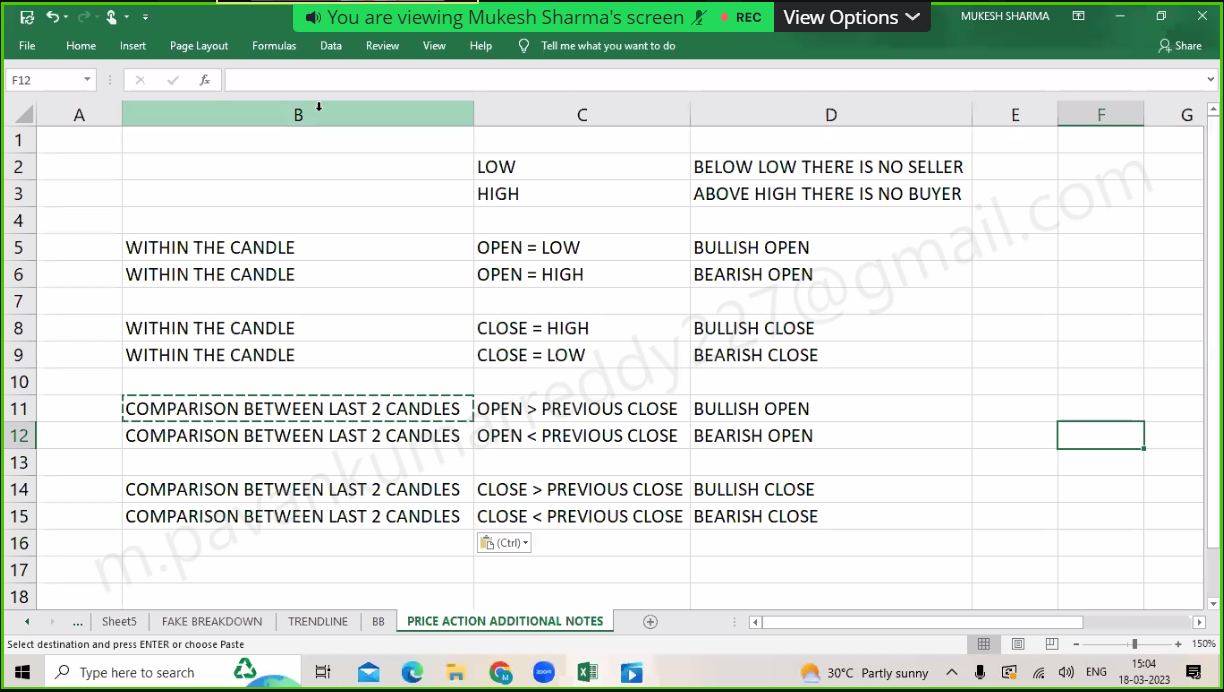 You are viewing Mukesh Sharma's screen REC View Options MUKESH SHARMA
File Home Insert Page Layout Formulas Data Review View Help Tell me what you want to do Share
F12 fx
A B C D E F G
1
2 LOW BELOW LOW THERE IS NO SELLER
3 HIGH ABOVE HIGH THERE IS NO BUYER
4
5 WITHIN THE CANDLE OPEN = LOW BULLISH OPEN
6 WITHIN THE CANDLE OPEN = HIGH BEARISH OPEN
7
8 WITHIN THE CANDLE CLOSE = HIGH BULLISH CLOSE
9 WITHIN THE CANDLE CLOSE = LOW BEARISH CLOSE
10
11 COMPARISON BETWEEN LAST 2 CANDLES OPEN > PREVIOUS CLOSE BULLISH OPEN
12 COMPARISON BETWEEN LAST 2 CANDLES OPEN < PREVIOUS CLOSE BEARISH OPEN
13
14 COMPARISON BETWEEN LAST 2 CANDLES CLOSE > PREVIOUS CLOSE BULLISH CLOSE
15 COMPARISON BETWEEN LAST 2 CANDLES CLOSE < PREVIOUS CLOSE BEARISH CLOSE
16 (Ctrl)
17
18
m.pavankumarreddy227@gmail.com
... Sheet5 FAKE BREAKDOWN TRENDLINE BB PRICE ACTION ADDITIONAL NOTES
Select destination and press ENTER or choose Paste 150%
Type here to search 30°C Partly sunny ENG 15:04
18-03-2023